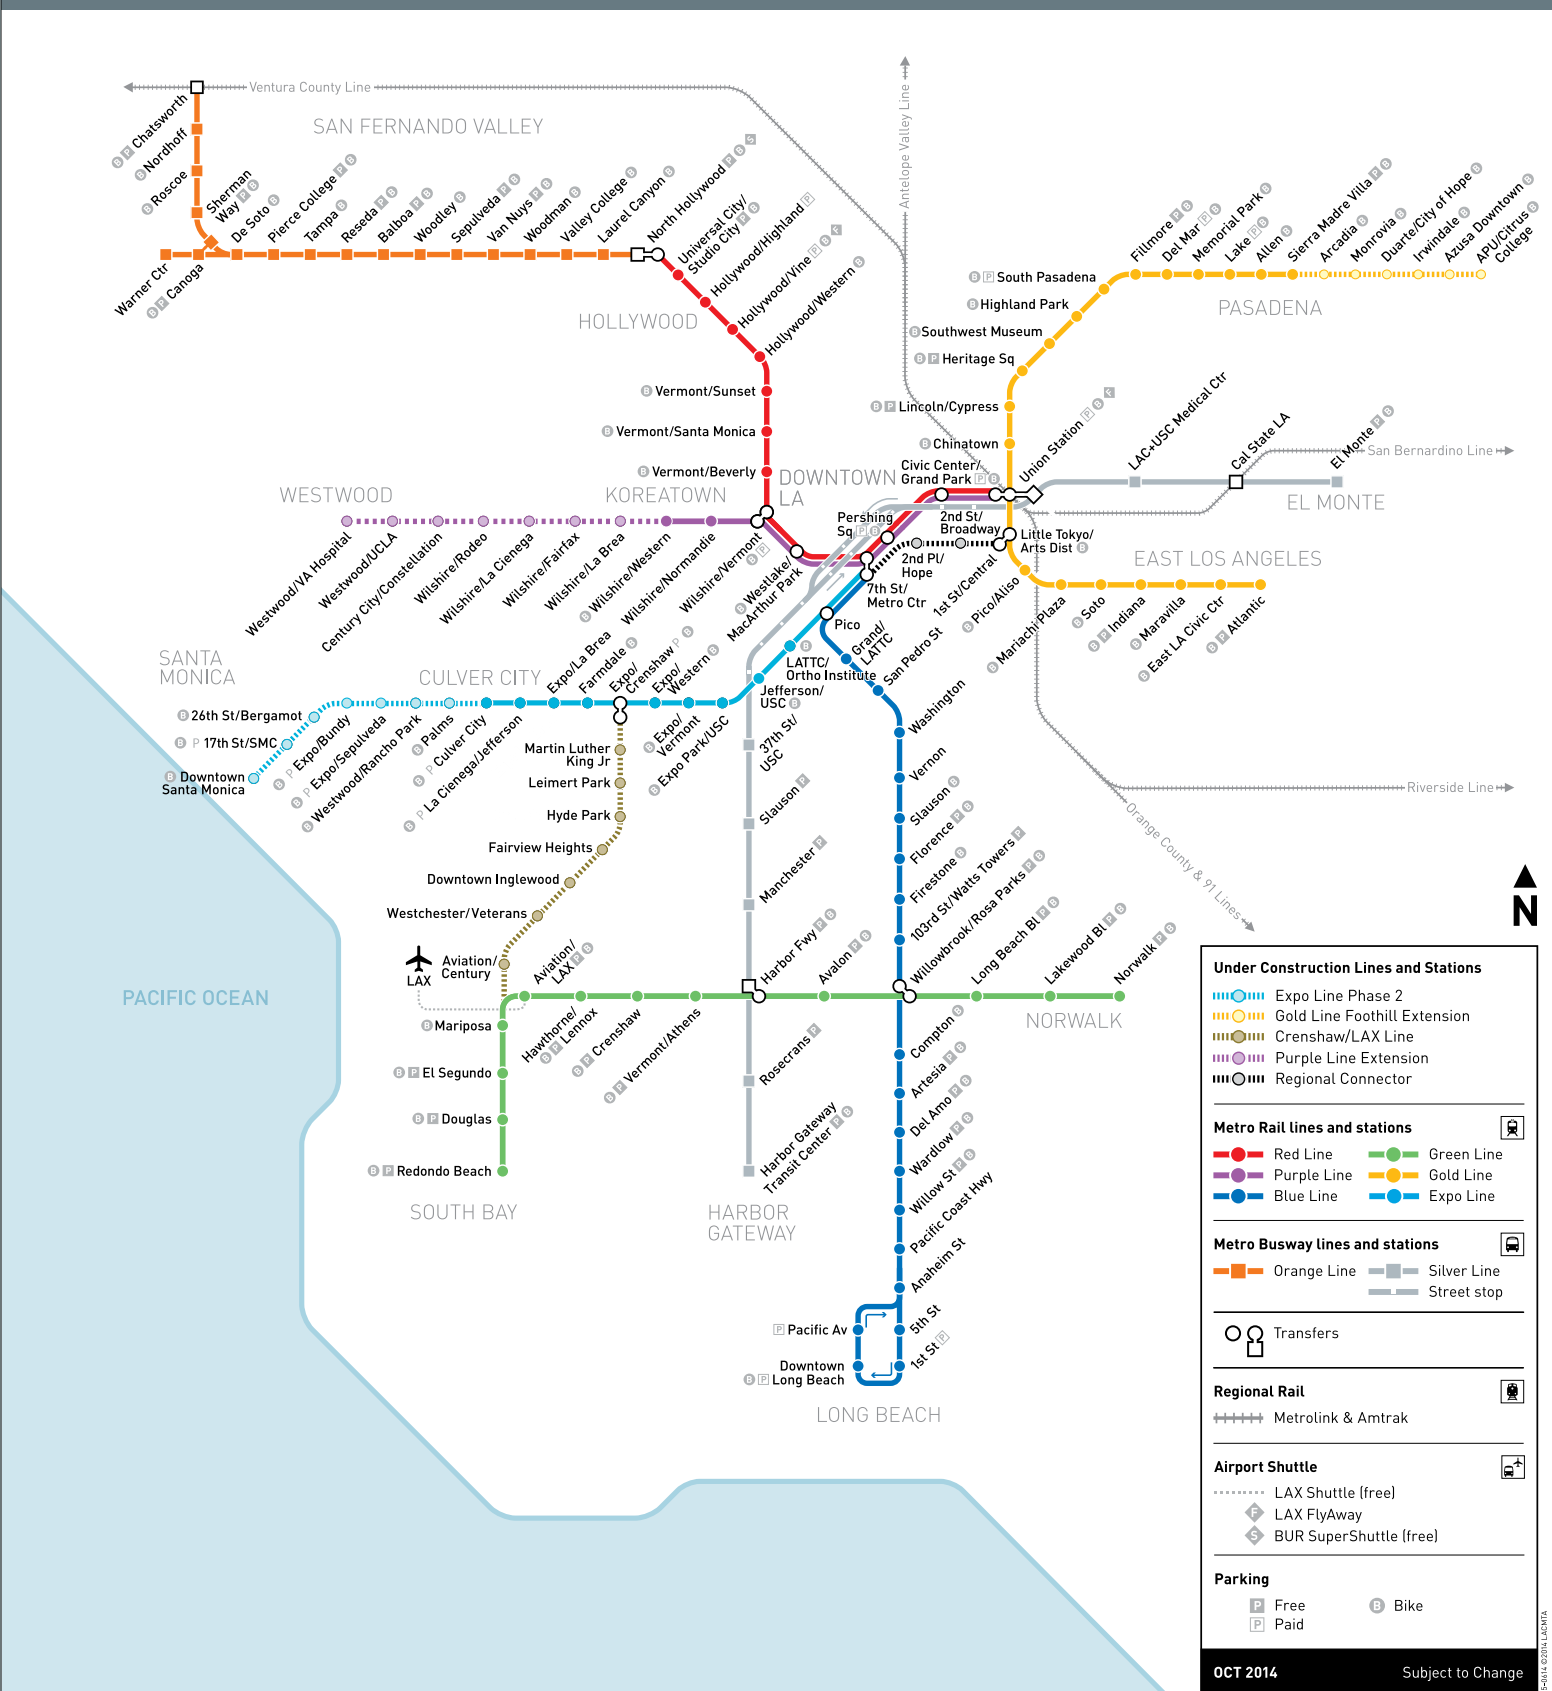 Ventura County Line
Antelope Valley Line
SAN FERNANDO VALLEY
B P Chatsworth
B Nordhoff
B Roscoe
Sherman
Way P B
Warner Ctr
B P Canoga
De Soto B
Pierce College P B
Tampa B
Reseda P B
Balboa P B
Woodley B
Sepulveda P B
Van Nuys P B
Woodman B
Valley College B
Laurel Canyon B
North Hollywood P B S
Universal City/
Studio City P B
Hollywood/Highland P
Hollywood/Vine P B F
Hollywood/Western B
HOLLYWOOD
B Vermont/Sunset
B Vermont/Santa Monica
B Vermont/Beverly
Fillmore P B
Del Mar P B
Memorial Park B
Lake P B
Allen B
Sierra Madre Villa P B
Arcadia B
Monrovia B
Duarte/City of Hope B
Irwindale B
Azusa Downtown B
APU/Citrus B
College
PASADENA
B P South Pasadena
B Highland Park
B Southwest Museum
B P Heritage Sq
B P Lincoln/Cypress
B Chinatown
Union Station P B F
LAC+USC Medical Ctr
Cal State LA
El Monte P B
San Bernardino Line
EL MONTE
DOWNTOWN
LA
Civic Center/
Grand Park P B
Pershing
Sq P B
2nd St/
Broadway
2nd Pl/
Hope
7th St/
Metro Ctr
1st St/Central
Little Tokyo/
Arts Dist B
EAST LOS ANGELES
B Pico/Aliso
B Mariachi Plaza
B Soto
B P Indiana
B Maravilla
B East LA Civic Ctr
B P Atlantic
WESTWOOD
KOREATOWN
Westwood/VA Hospital
Westwood/UCLA
Century City/Constellation
Wilshire/Rodeo
Wilshire/La Cienega
Wilshire/Fairfax
Wilshire/La Brea
B Wilshire/Western
Wilshire/Normandie
Wilshire/Vermont
B P
B Westlake/
MacArthur Park
Pico
Grand/
LATTC
San Pedro St
Washington
Vernon
Slauson B
Florence P B
Firestone B
103rd St/Watts Towers P
Willowbrook/Rosa Parks P B
B
LATTC/
Ortho Institute
Jefferson/
USC B
SANTA
MONICA
CULVER CITY
B 26th St/Bergamot
B P 17th St/SMC
B Downtown
Santa Monica
B P Expo/Bundy
B P Expo/Sepulveda
B Westwood/Rancho Park
B Palms
B P Culver City
B P La Cienega/Jefferson
Expo/La Brea
Farmdale B
Expo/
Crenshaw P B
Expo/
Western B
B Expo/
Vermont
B Expo Park/USC
37th St/
USC
Slauson P
Manchester P
Harbor Fwy P B
Avalon P B
Long Beach Bl P B
Lakewood Bl P B
Norwalk P B
NORWALK
Martin Luther
King Jr
Leimert Park
Hyde Park
Fairview Heights
Downtown Inglewood
Westchester/Veterans
Aviation/
Century
LAX
Aviation/
LAX P B
B Mariposa
B P El Segundo
B P Douglas
B P Redondo Beach
SOUTH BAY
Hawthorne/
B P Lennox
B P Crenshaw
B P Vermont/Athens
Rosecrans P
Harbor Gateway
Transit Center P B
HARBOR
GATEWAY
Compton B
Artesia P B
Del Amo P B
Wardlow P B
Willow St P B
Pacific Coast Hwy
Anaheim St
5th St
1st St P
P Pacific Av
Downtown
B P Long Beach
LONG BEACH
PACIFIC OCEAN
Riverside Line
Orange County & 91 Lines
N
Under Construction Lines and Stations
Expo Line Phase 2
Gold Line Foothill Extension
Crenshaw/LAX Line
Purple Line Extension
Regional Connector
Metro Rail lines and stations
Red Line
Green Line
Purple Line
Gold Line
Blue Line
Expo Line
Metro Busway lines and stations
Orange Line
Silver Line
Street stop
Transfers
Regional Rail
Metrolink & Amtrak
Airport Shuttle
LAX Shuttle (free)
F LAX FlyAway
S BUR SuperShuttle (free)
Parking
P Free
B Bike
P Paid
OCT 2014
Subject to Change
5-0614 ©2014 LACMTA